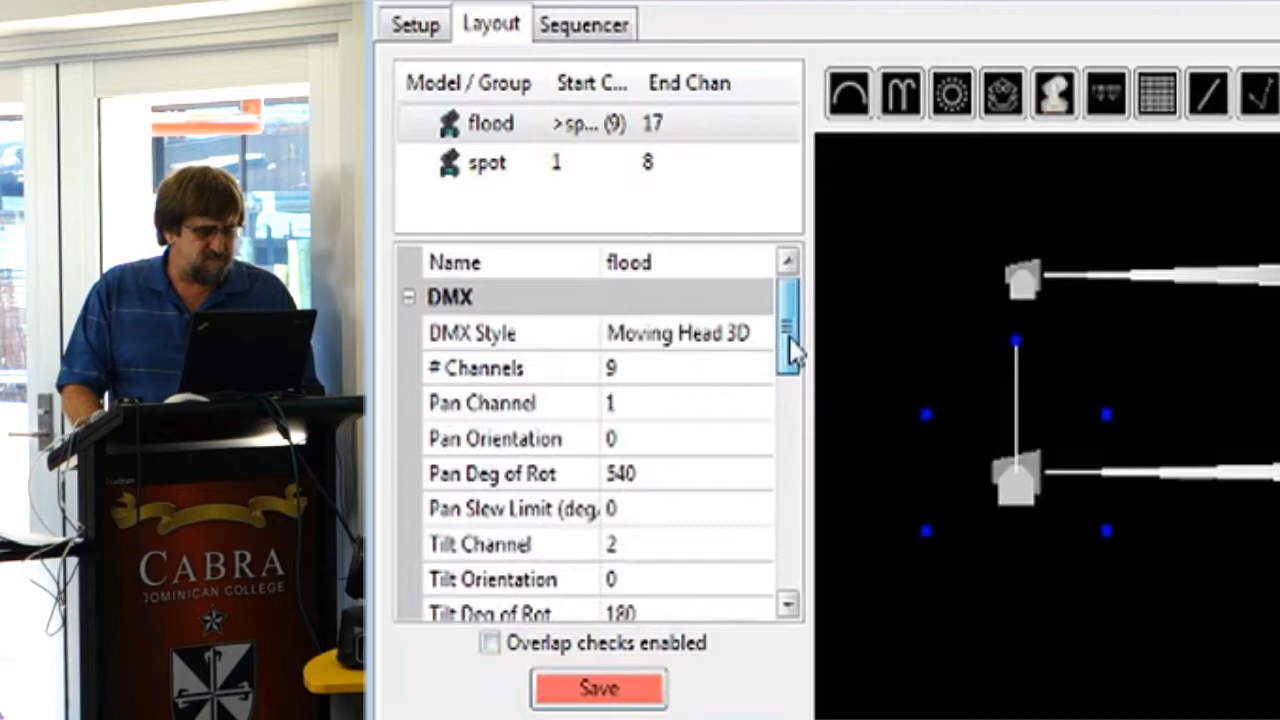 Setup Layout Sequencer
Model / Group Start C... End Chan
flood >sp... (9) 17
spot 1 8
Name flood
DMX
DMX Style Moving Head 3D
# Channels 9
Pan Channel 1
Pan Orientation 0
Pan Deg of Rot 540
Pan Slew Limit (deg/ 0
Tilt Channel 2
Tilt Orientation 0
Tilt Deg of Rot 180
Overlap checks enabled
Save
CABRA
DOMINICAN COLLEGE